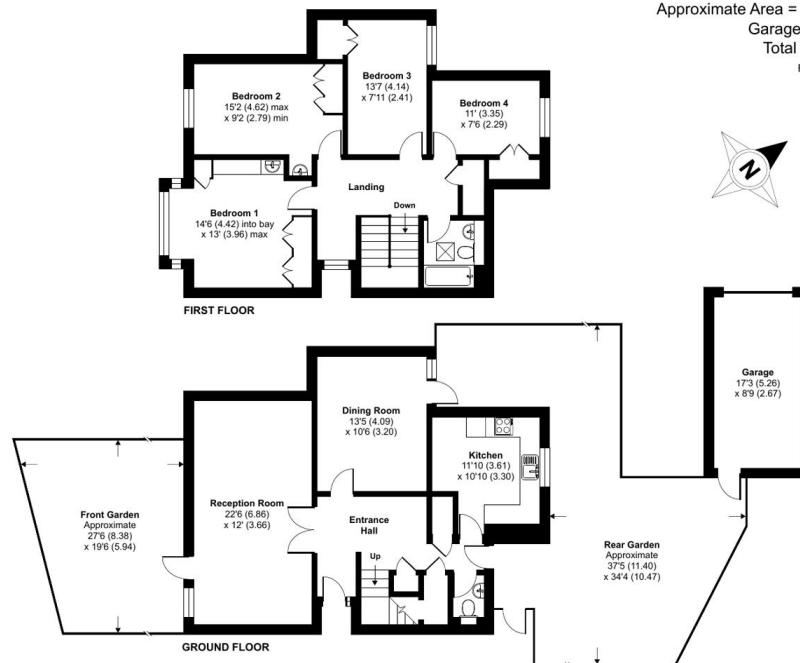 Approximate Area =
Garage
Total
Bedroom 3
13'7 (4.14)
x 7'11 (2.41)
Bedroom 2
15'2 (4.62) max
x 9'2 (2.79) min
Bedroom 4
11' (3.35)
x 7'6 (2.29)
N
Landing
Down
Bedroom 1
14'6 (4.42) into bay
x 13' (3.96) max
FIRST FLOOR
Garage
17'3 (5.26)
x 8'9 (2.67)
Dining Room
13'5 (4.09)
x 10'6 (3.20)
Kitchen
11'10 (3.61)
x 10'10 (3.30)
Reception Room
22'6 (6.86)
x 12' (3.66)
Front Garden
Approximate
27'6 (8.38)
x 19'6 (5.94)
Entrance
Hall
Up
Rear Garden
Approximate
37'5 (11.40)
x 34'4 (10.47)
GROUND FLOOR